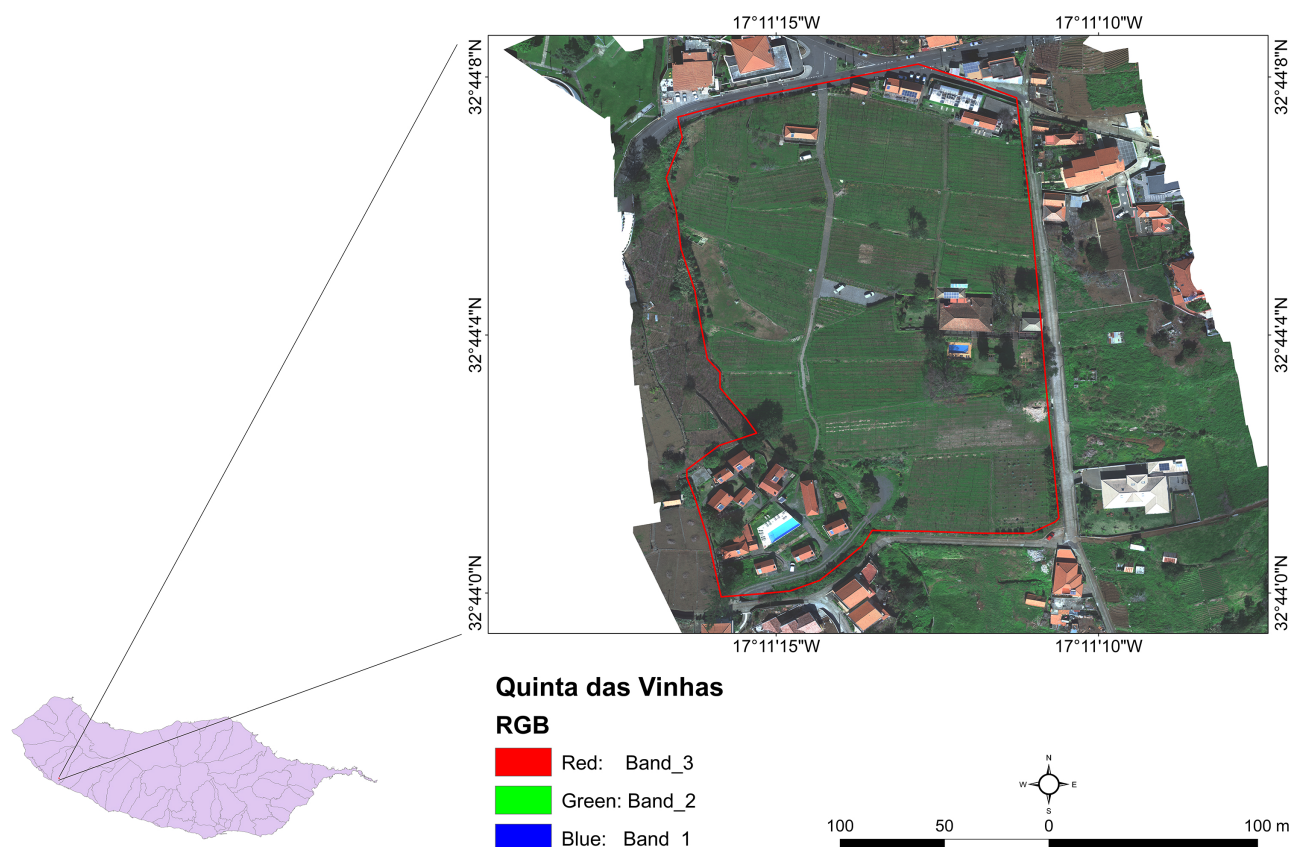 17°11'15"W 17°11'10"W
32°44'8"N 32°44'8"N
32°44'4"N 32°44'4"N
32°44'0"N 32°44'0"N
17°11'15"W 17°11'10"W
Quinta das Vinhas
RGB
Red: Band_3
Green: Band_2
Blue: Band_1
N
W E
S
100 50 0 100 m